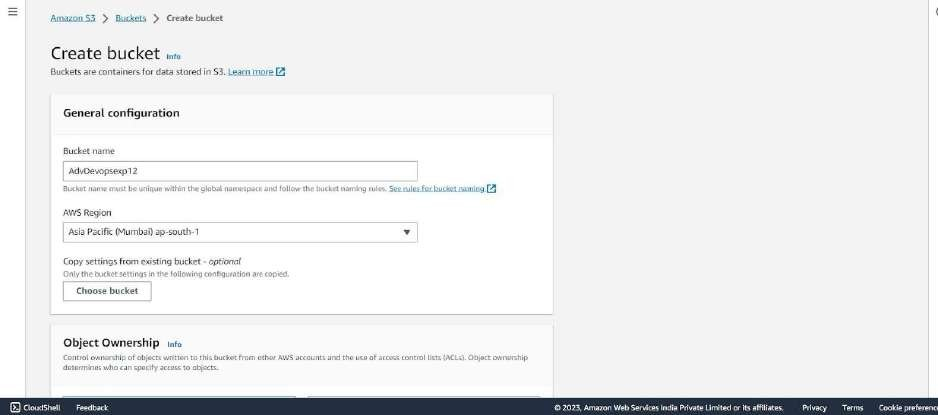 Amazon S3 > Buckets > Create bucket
Create bucket Info
Buckets are containers for data stored in S3. Learn more
General configuration
Bucket name
AdvDevopsexp12
Bucket name must be unique within the global namespace and follow the bucket naming rules. See rules for bucket naming
AWS Region
Asia Pacific (Mumbai) ap-south-1
Copy settings from existing bucket - optional
Only the bucket settings in the following configuration are copied.
Choose bucket
Object Ownership Info
Control ownership of objects written to this bucket from other AWS accounts and the use of access control lists (ACLs). Object ownership
determines who can specify access to objects.
CloudShell Feedback © 2023, Amazon Web Services India Private Limited or its affiliates. Privacy Terms Cookie preferenc